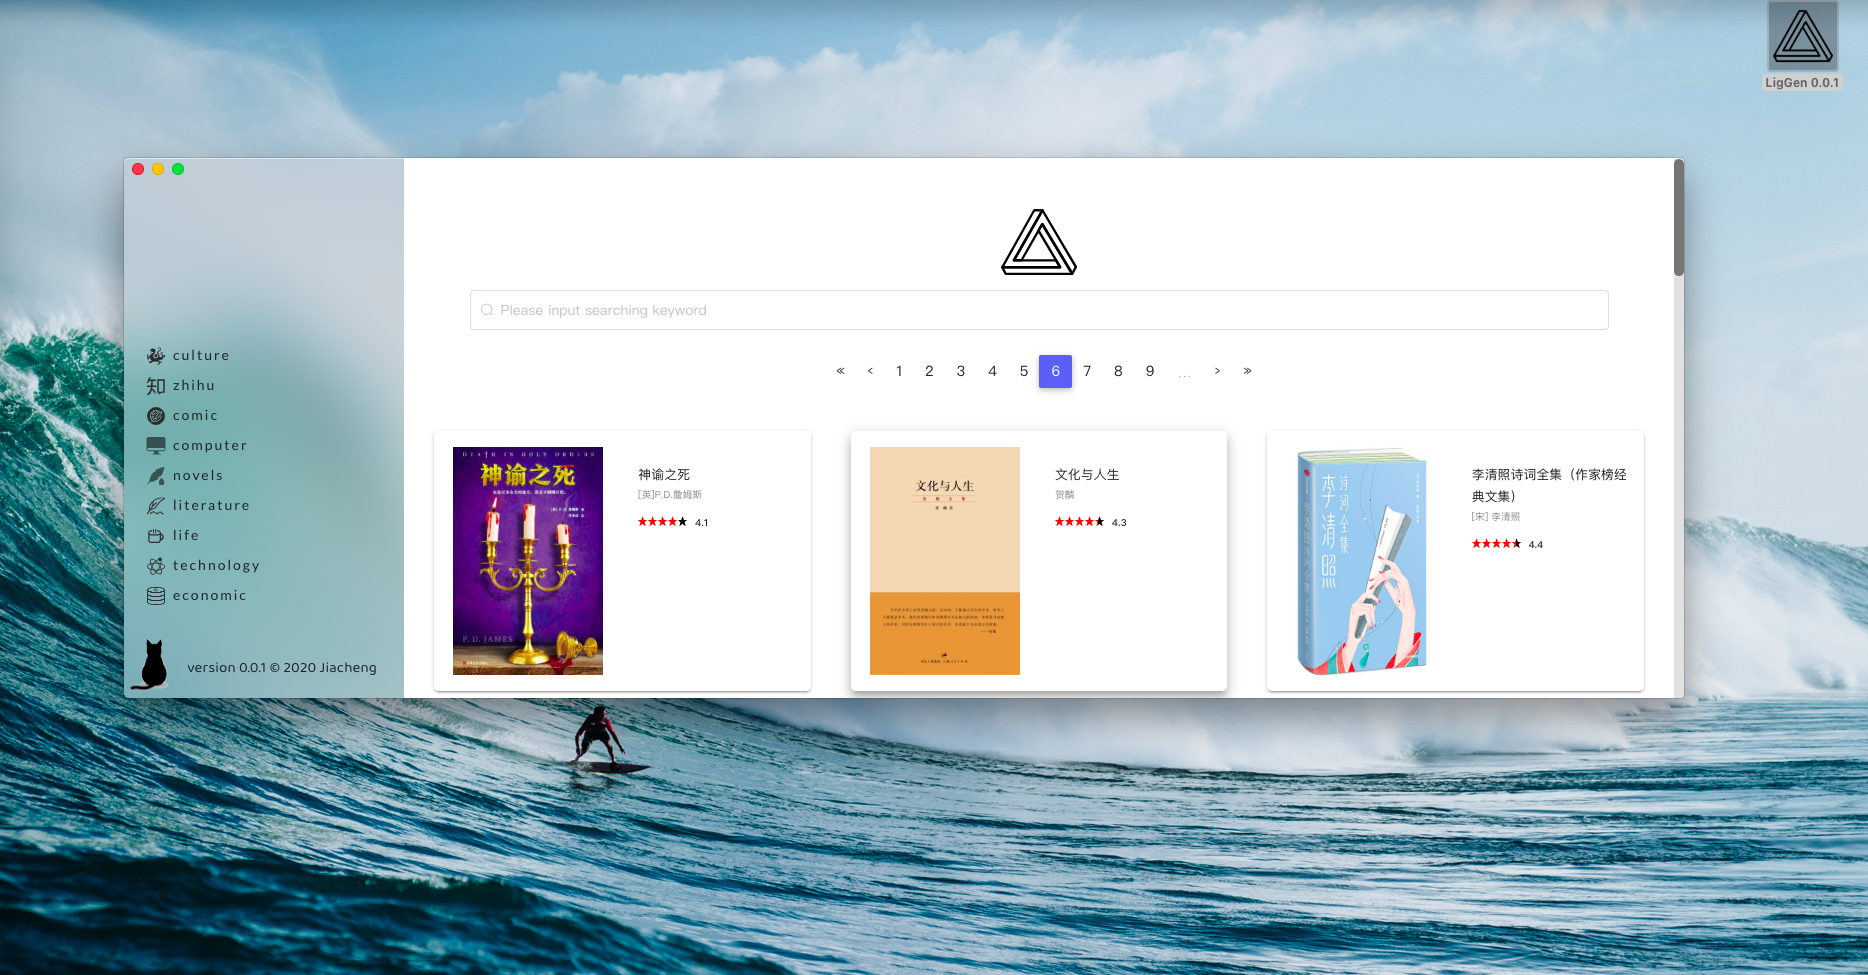 LigGen 0.0.1
Please input searching keyword
« ‹ 1 2 3 4 5 6 7 8 9 ... › »
culture
知 zhihu
comic
computer
novels
literature
life
technology
economic
version 0.0.1 © 2020 Jiacheng
DEATH IN HOLY ORDERS
神谕之死
P. D. JAMES
神谕之死
[英]P.D.詹姆斯
4.1
文化与人生
文化与人生
贺麟
4.3
诗词全集
李清照
李清照诗词全集（作家榜经
典文集）
[宋] 李清照
4.4